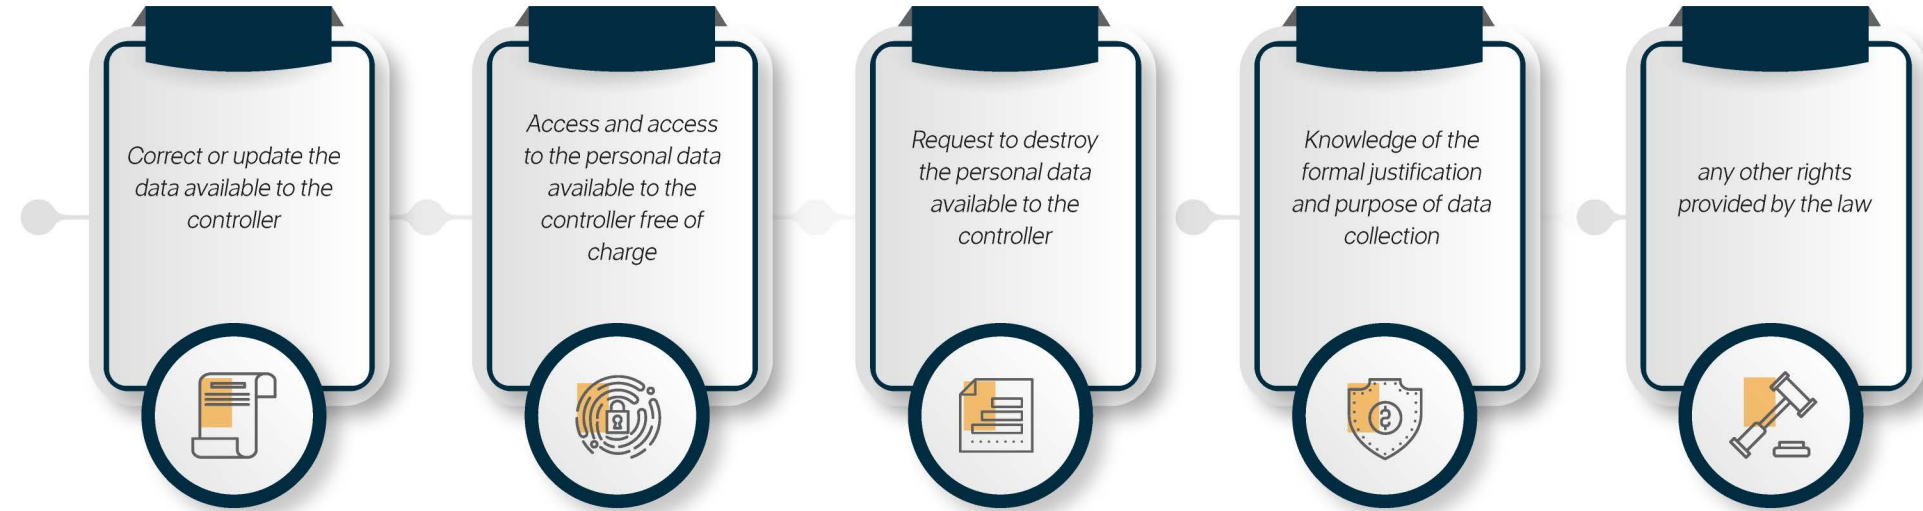 Correct or update the
data available to the
controller
Access and access
to the personal data
available to the
controller free of
charge
Request to destroy
the personal data
available to the
controller
Knowledge of the
formal justification
and purpose of data
collection
any other rights
provided by the law